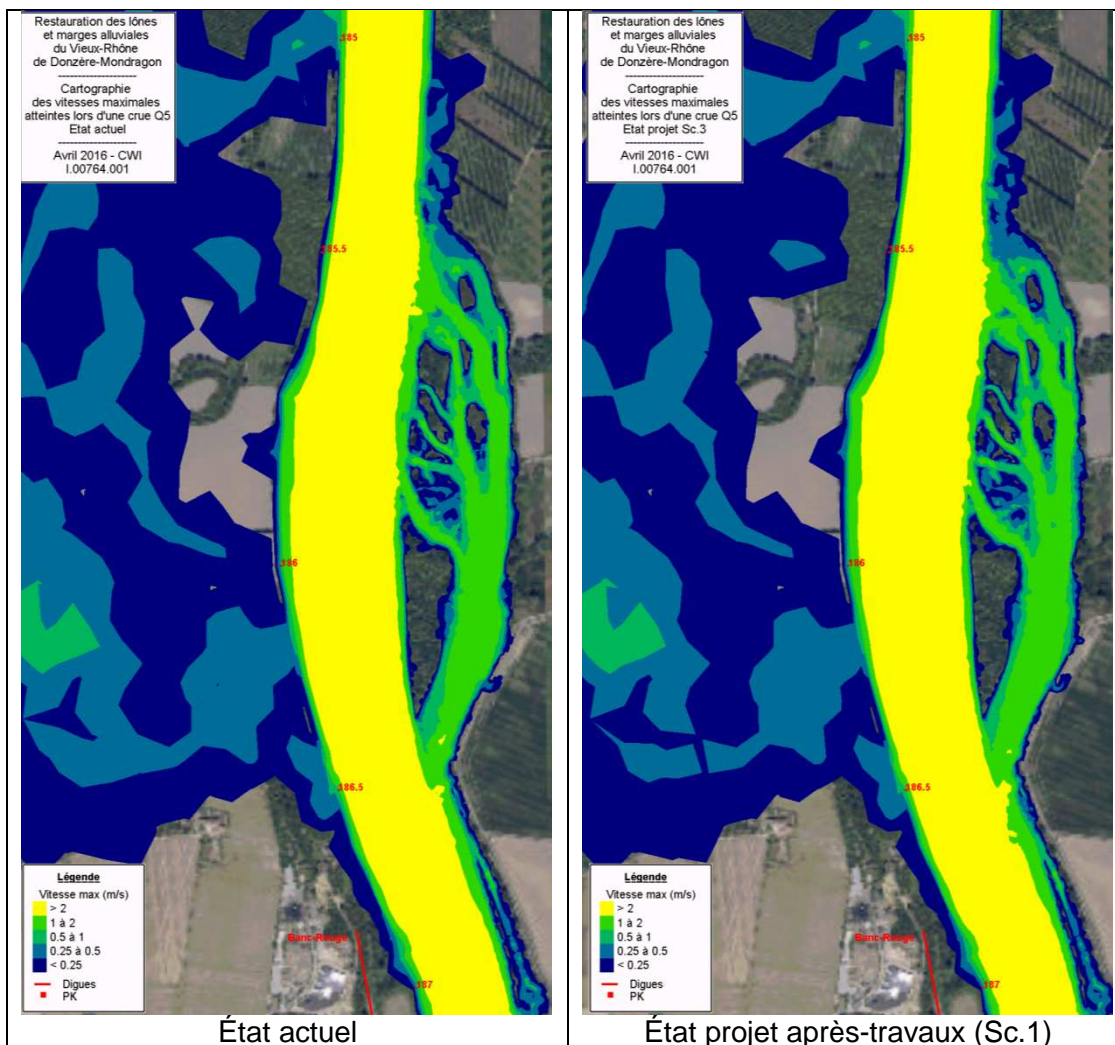 Restauration des lônes
et marges alluviales
du Vieux-Rhône
de Donzère-Mondragon
--------------------
Cartographie
des vitesses maximales
atteintes lors d'une crue Q5
Etat actuel
--------------------
Avril 2016 - CWI
I.00764.001
185
185.5
186
186.5
Banc-Rouge
187
Légende
Vitesse max (m/s)
> 2
1 à 2
0.5 à 1
0.25 à 0.5
< 0.25
Digues
PK
État actuel
Restauration des lônes
et marges alluviales
du Vieux-Rhône
de Donzère-Mondragon
--------------------
Cartographie
des vitesses maximales
atteintes lors d'une crue Q5
Etat projet Sc.3
--------------------
Avril 2016 - CWI
I.00764.001
185
185.5
186
186.5
Banc-Rouge
187
Légende
Vitesse max (m/s)
> 2
1 à 2
0.5 à 1
0.25 à 0.5
< 0.25
Digues
PK
État projet après-travaux (Sc.1)